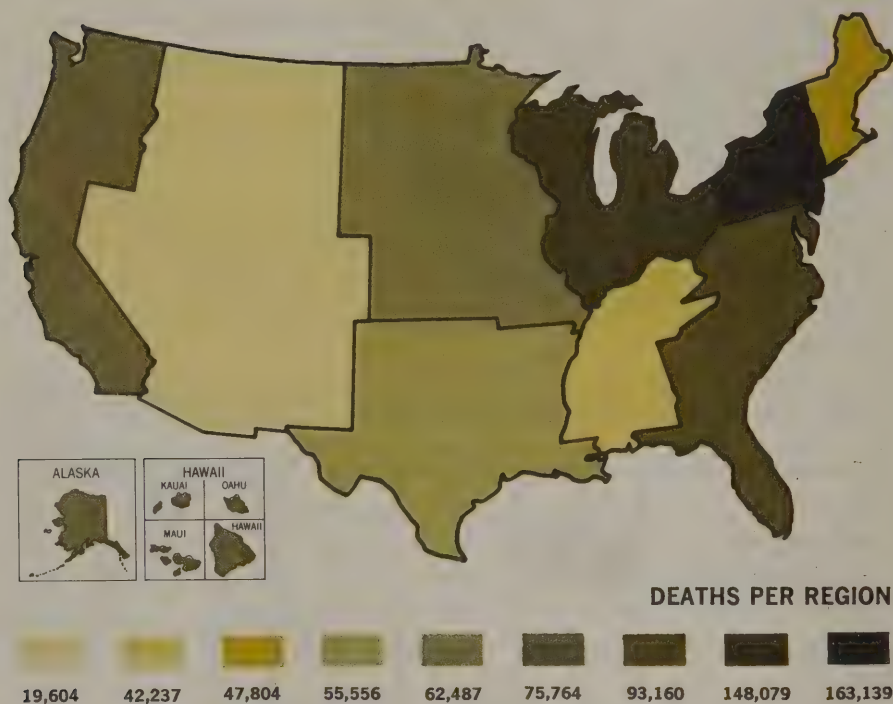 ALASKA
HAWAII
KAUAI
OAHU
MAUI
HAWAII
DEATHS PER REGION
19,604 42,237 47,804 55,556 62,487 75,764 93,160 148,079 163,139